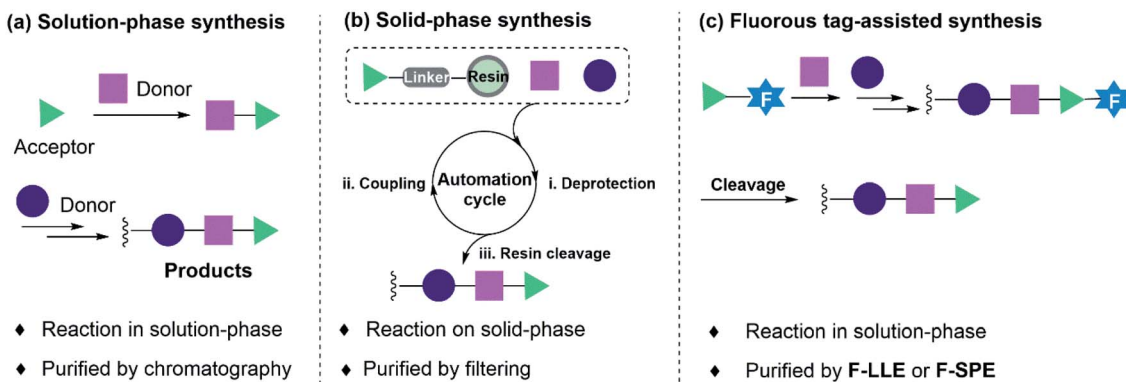 (a) Solution-phase synthesis
Donor
Acceptor
Donor
Products
♦ Reaction in solution-phase
♦ Purified by chromatography
(b) Solid-phase synthesis
Linker
Resin
ii. Coupling
Automation
cycle
i. Deprotection
iii. Resin cleavage
♦ Reaction on solid-phase
♦ Purified by filtering
(c) Fluorous tag-assisted synthesis
F
F
Cleavage
♦ Reaction in solution-phase
♦ Purified by F-LLE or F-SPE